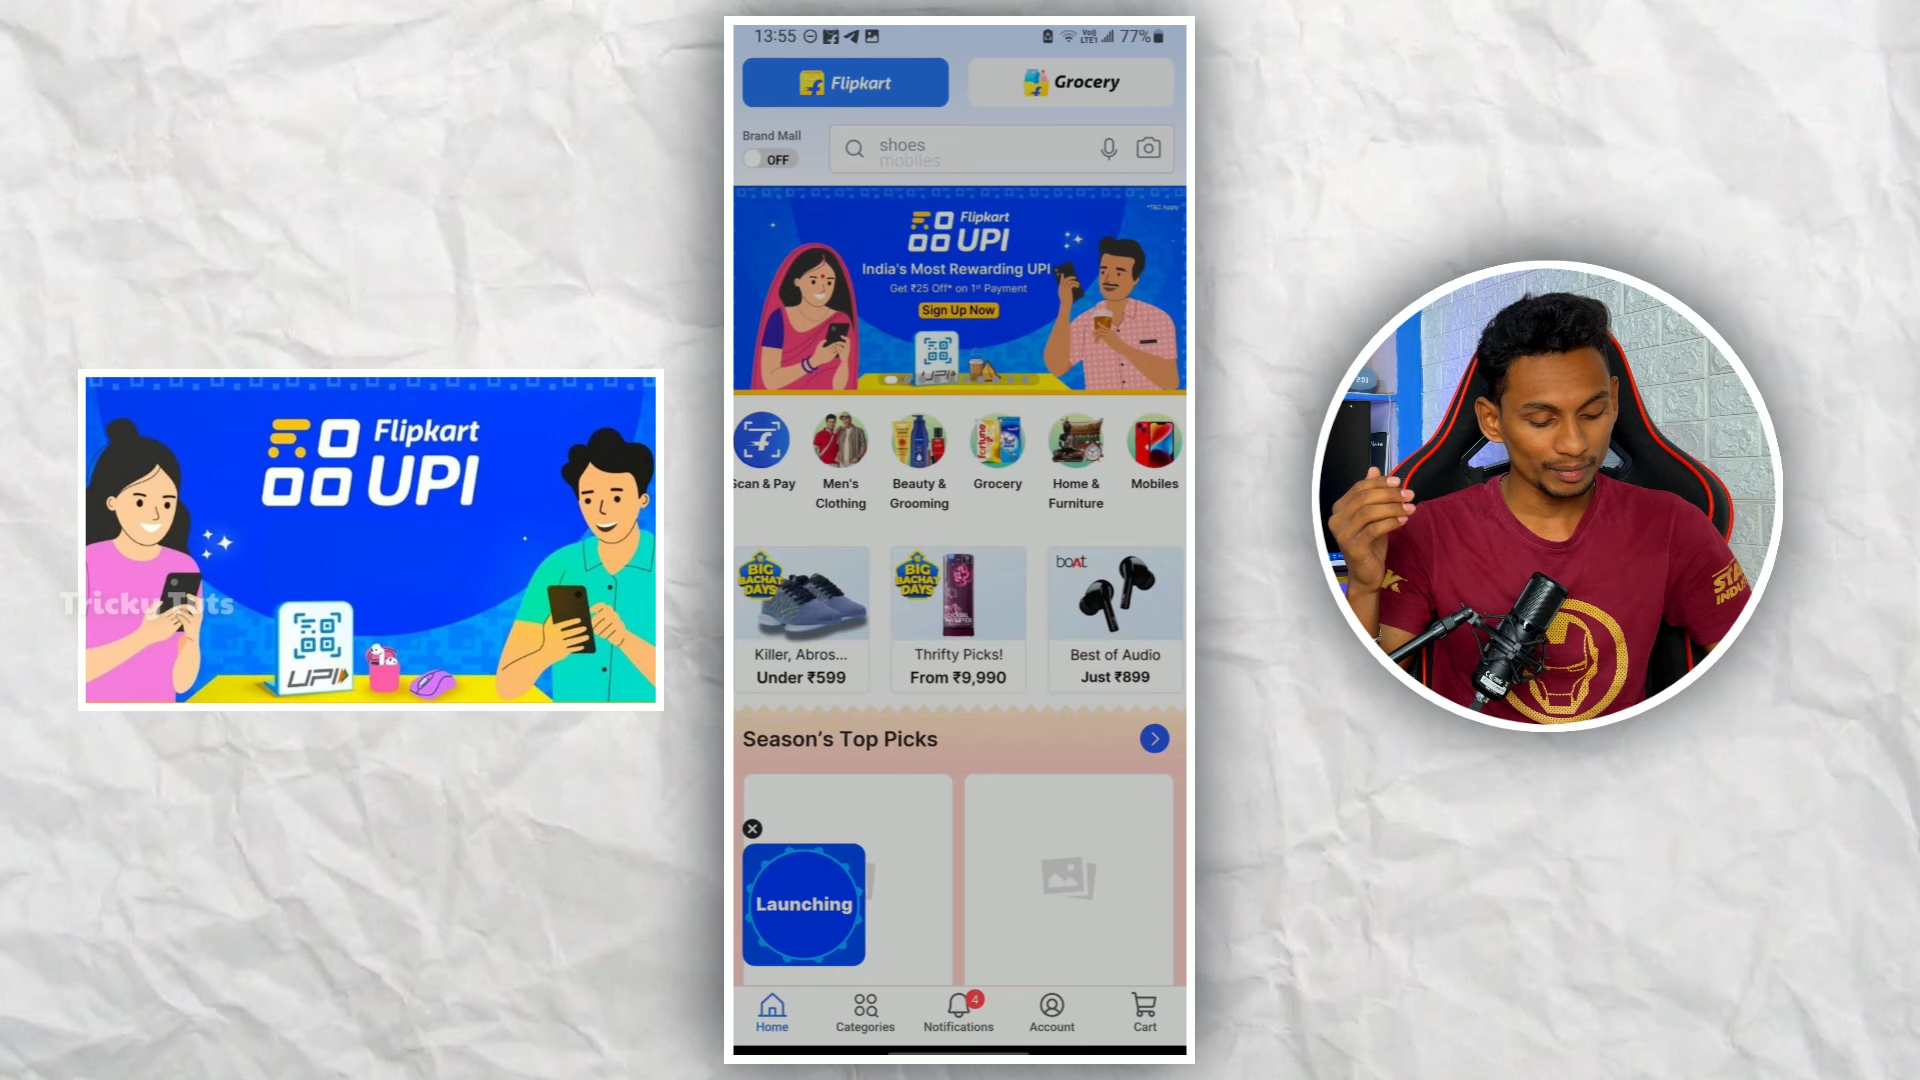 Flipkart
UPI
UPI
Tricky Tuts
13:55
77%
Flipkart
Grocery
Brand Mall
OFF
shoes
mobiles
*T&C Apply
Flipkart
UPI
India's Most Rewarding UPI
Get ₹25 Off* on 1st Payment
Sign Up Now
UPI
Scan & Pay
Men's
Clothing
Beauty &
Grooming
Grocery
Home &
Furniture
Mobiles
BIG
BACHAT
DAYS
Killer, Abros...
Under ₹599
BIG
BACHAT
DAYS
Thrifty Picks!
From ₹9,990
boAt
Best of Audio
Just ₹899
Season's Top Picks
Launching
Home
Categories
4
Notifications
Account
Cart